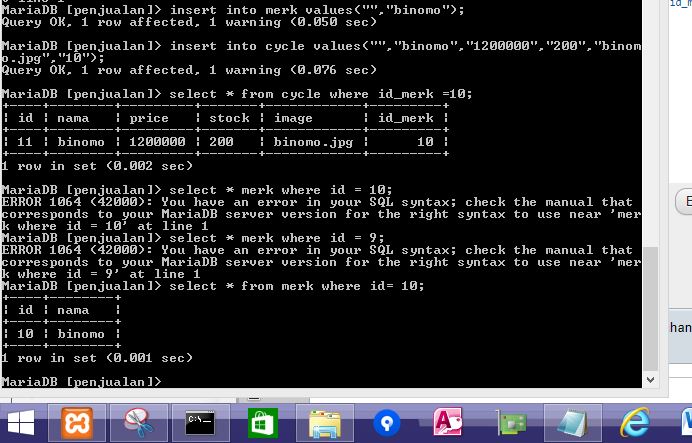 MariaDB [penjualan]> insert into merk values("","binomo");
Query OK, 1 row affected, 1 warning (0.050 sec)
MariaDB [penjualan]> insert into cycle values("","binomo","1200000","200","binom
o.jpg","10");
Query OK, 1 row affected, 1 warning (0.076 sec)
MariaDB [penjualan]> select * from cycle where id_merk =10;
+----+--------+---------+-------+------------+---------+
| id | nama | price | stock | image | id_merk |
+----+--------+---------+-------+------------+---------+
| 11 | binomo | 1200000 | 200 | binomo.jpg | 10 |
+----+--------+---------+-------+------------+---------+
1 row in set (0.002 sec)
MariaDB [penjualan]> select * merk where id = 10;
ERROR 1064 (42000): You have an error in your SQL syntax; check the manual that
corresponds to your MariaDB server version for the right syntax to use near 'mer
k where id = 10' at line 1
MariaDB [penjualan]> select * merk where id = 9;
ERROR 1064 (42000): You have an error in your SQL syntax; check the manual that
corresponds to your MariaDB server version for the right syntax to use near 'mer
k where id = 9' at line 1
MariaDB [penjualan]> select * from merk where id= 10;
+----+--------+
| id | nama |
+----+--------+
| 10 | binomo |
+----+--------+
1 row in set (0.001 sec)
MariaDB [penjualan]>
id_m
E
han
C:\_